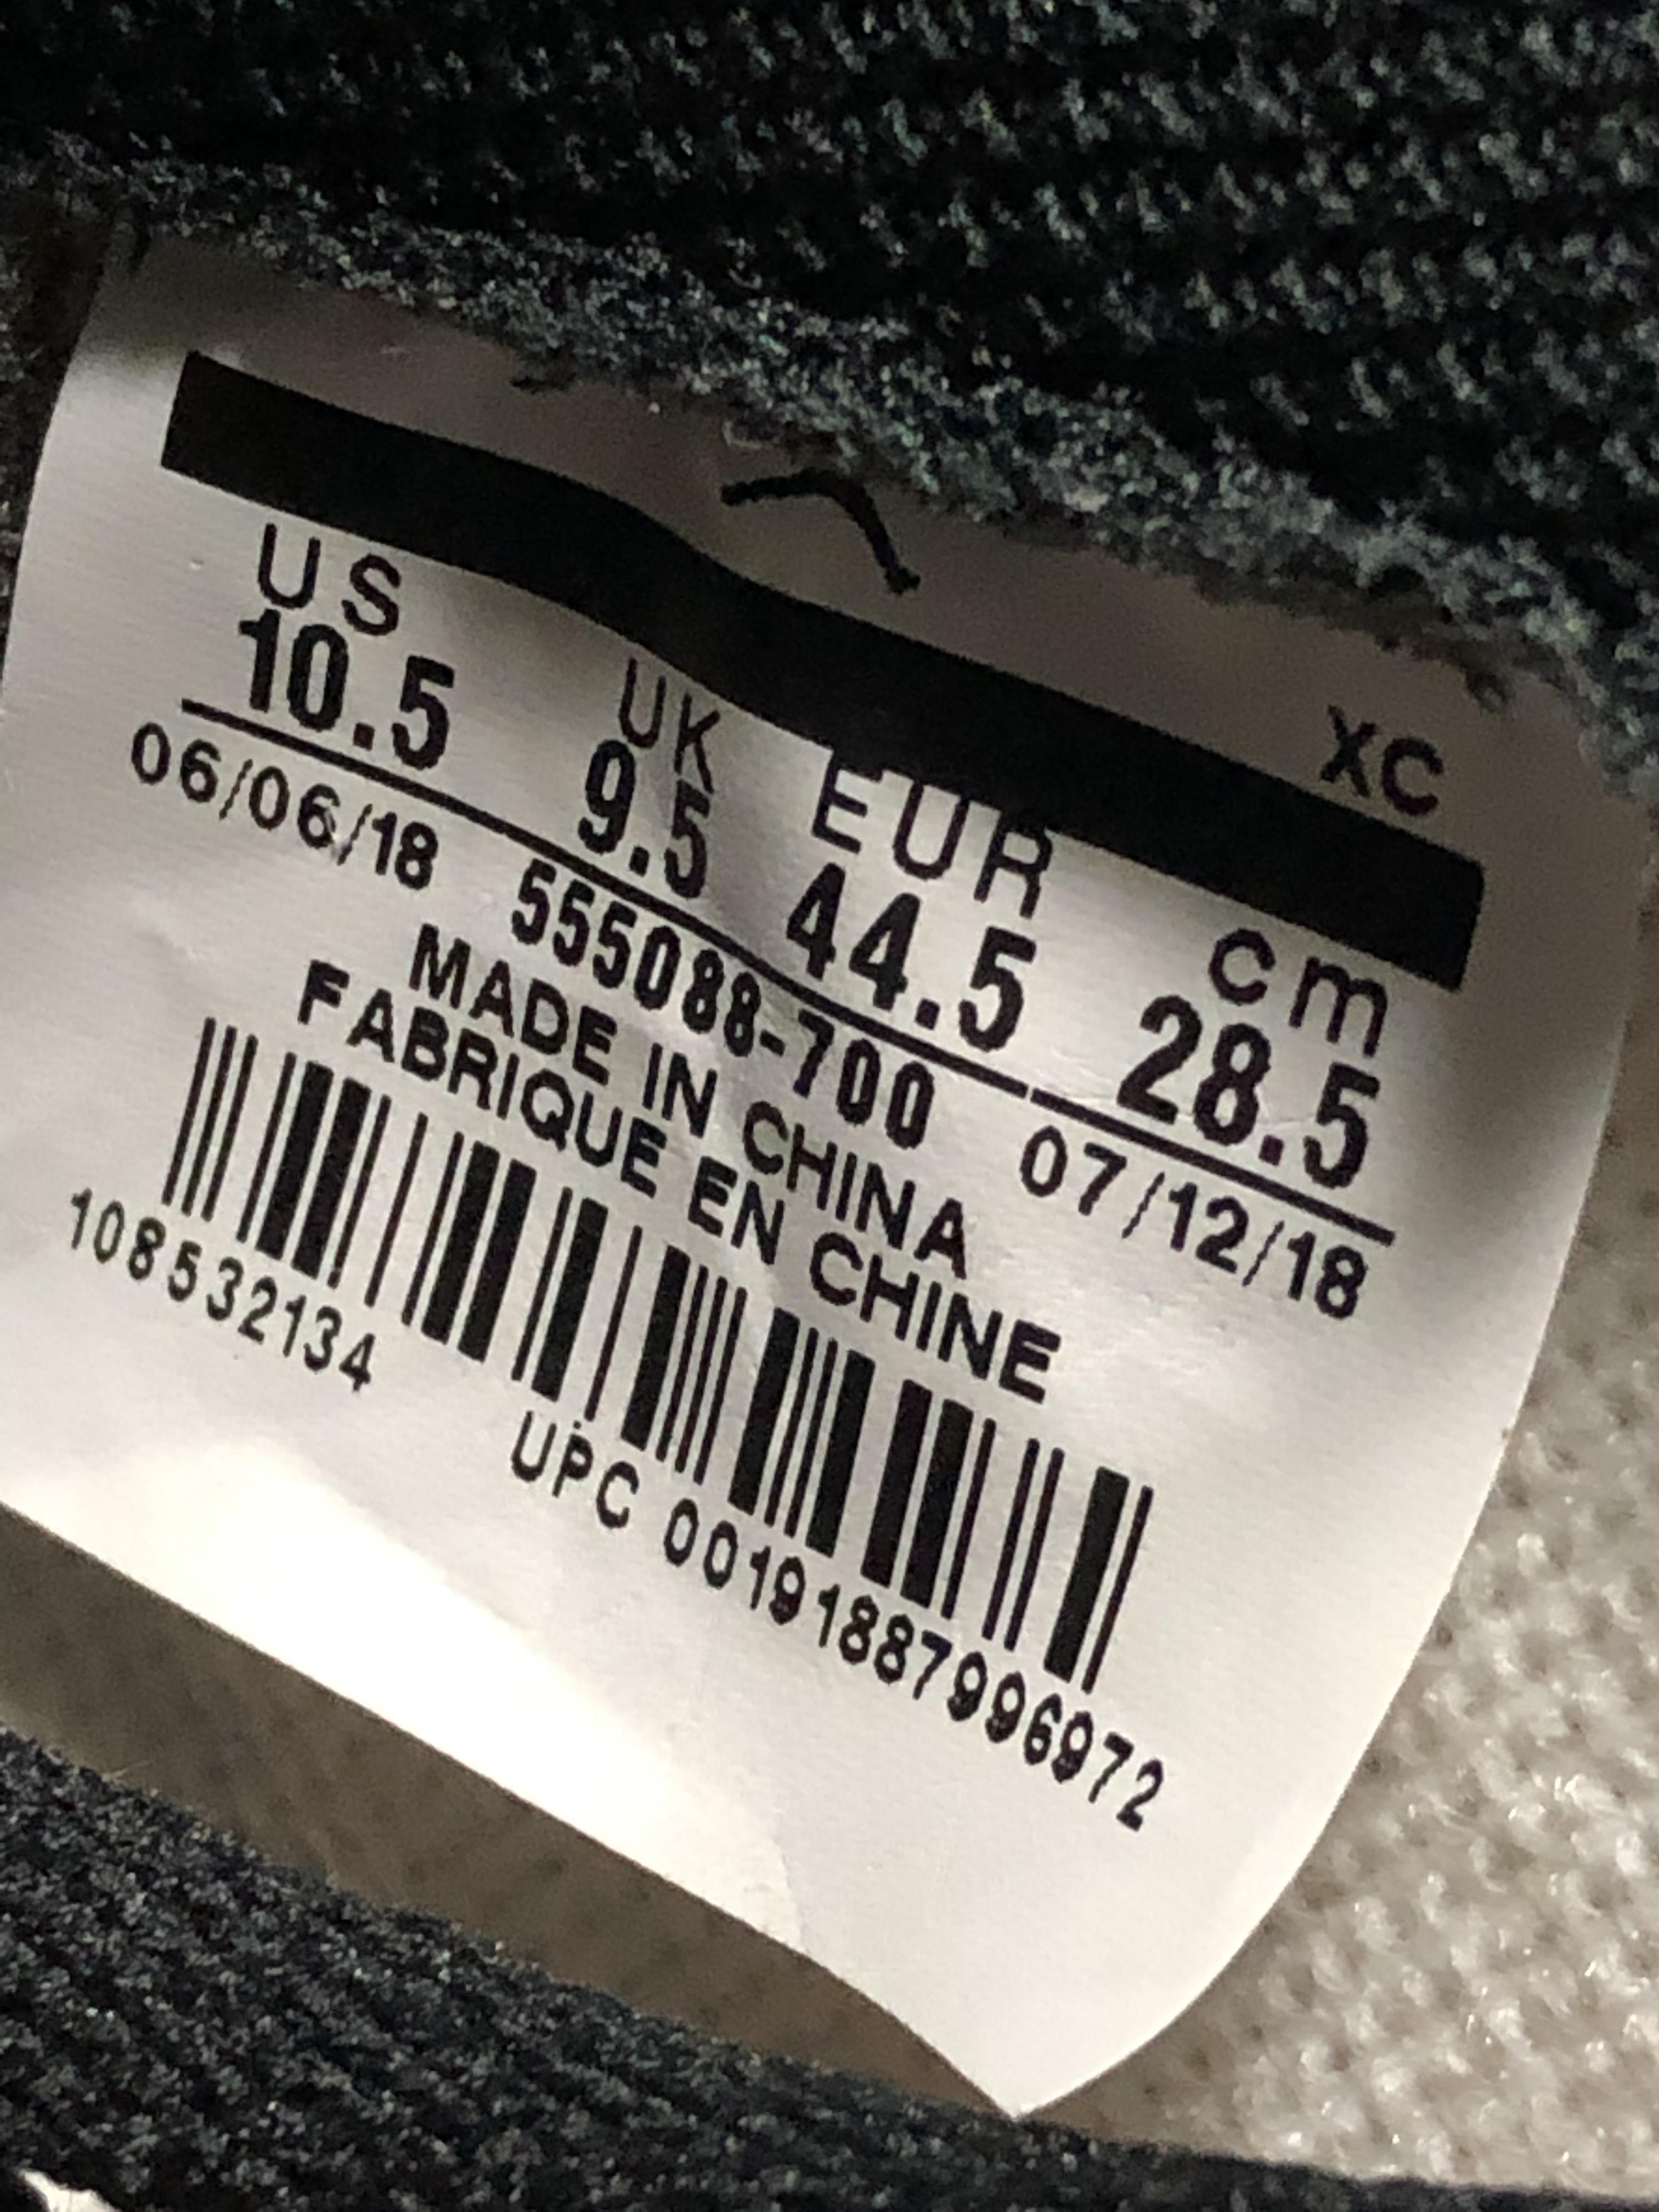 XC
US UK EUR cm
10.5 9.5 44.5 28.5
06/06/18 555088-700 07/12/18
MADE IN CHINA
FABRIQUE EN CHINE
108532134
UPC 00191887996972